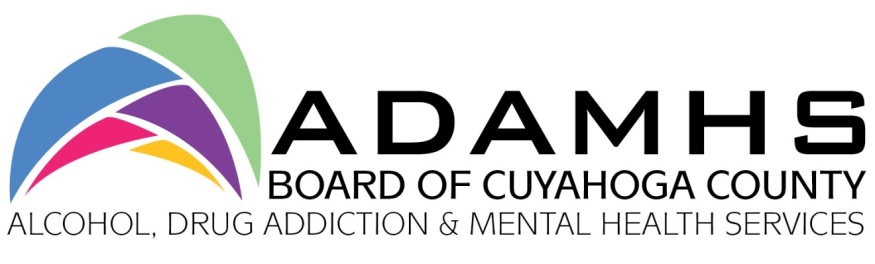 ADAMHS
BOARD OF CUYAHOGA COUNTY
ALCOHOL, DRUG ADDICTION & MENTAL HEALTH SERVICES